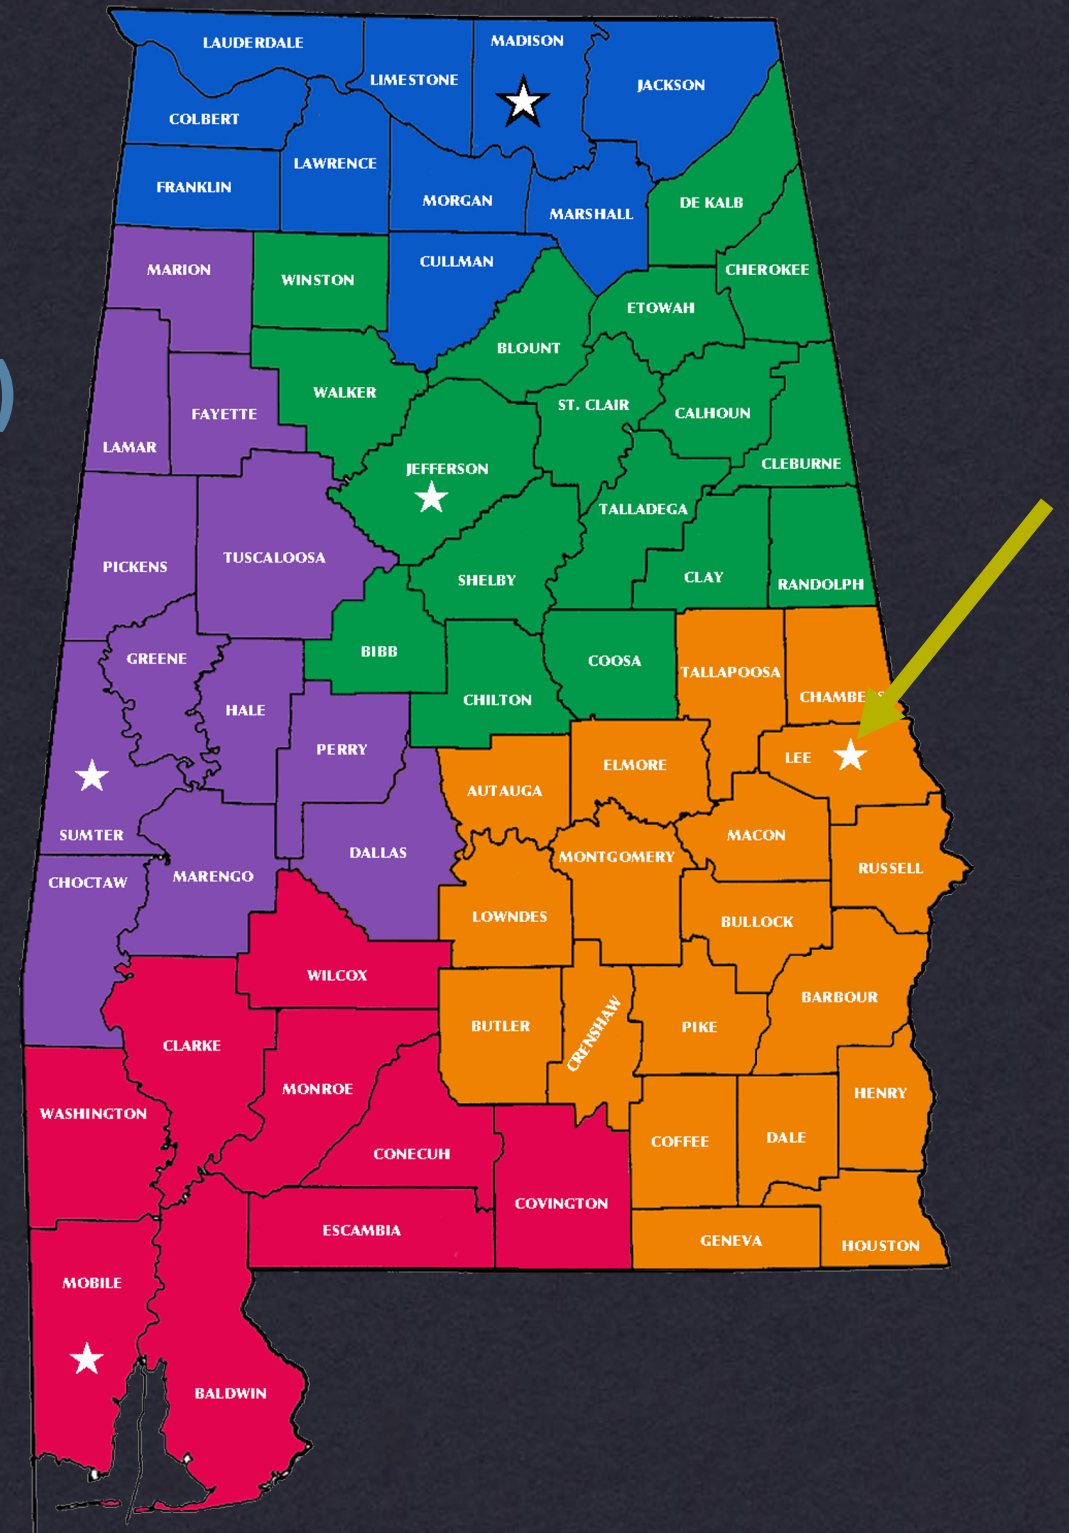 LAUDERDALE
MADISON
LIMESTONE
JACKSON
COLBERT
LAWRENCE
FRANKLIN
MORGAN
MARSHALL
DE KALB
CULLMAN
MARION
WINSTON
CHEROKEE
ETOWAH
BLOUNT
WALKER
ST. CLAIR
FAYETTE
CALHOUN
LAMAR
JEFFERSON
CLEBURNE
TALLADEGA
TUSCALOOSA
PICKENS
SHELBY
CLAY
RANDOLPH
GREENE
BIBB
COOSA
TALLAPOOSA
CHAMBERS
HALE
CHILTON
PERRY
ELMORE
LEE
AUTAUGA
SUMTER
MACON
DALLAS
MONTGOMERY
CHOCTAW
MARENGO
RUSSELL
LOWNDES
BULLOCK
WILCOX
BARBOUR
BUTLER
CRENSHAW
PIKE
CLARKE
MONROE
HENRY
WASHINGTON
COFFEE
DALE
CONECUH
COVINGTON
ESCAMBIA
GENEVA
HOUSTON
MOBILE
BALDWIN
)